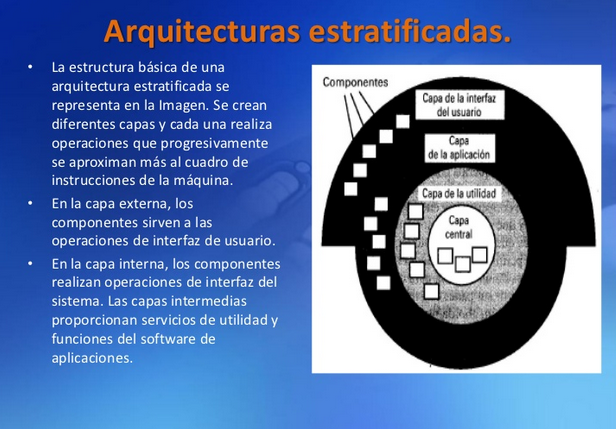 Arquitecturas estratificadas.
• La estructura básica de una
arquitectura estratificada se
representa en la Imagen. Se crean
diferentes capas y cada una realiza
operaciones que progresivamente
se aproximan más al cuadro de
instrucciones de la máquina.
• En la capa externa, los
componentes sirven a las
operaciones de interfaz de usuario.
• En la capa interna, los componentes
realizan operaciones de interfaz del
sistema. Las capas intermedias
proporcionan servicios de utilidad y
funciones del software de
aplicaciones.
Componentes
Capa de la interfaz
del usuario
Capa
de la aplicación
Capa de la utilidad
Capa
central